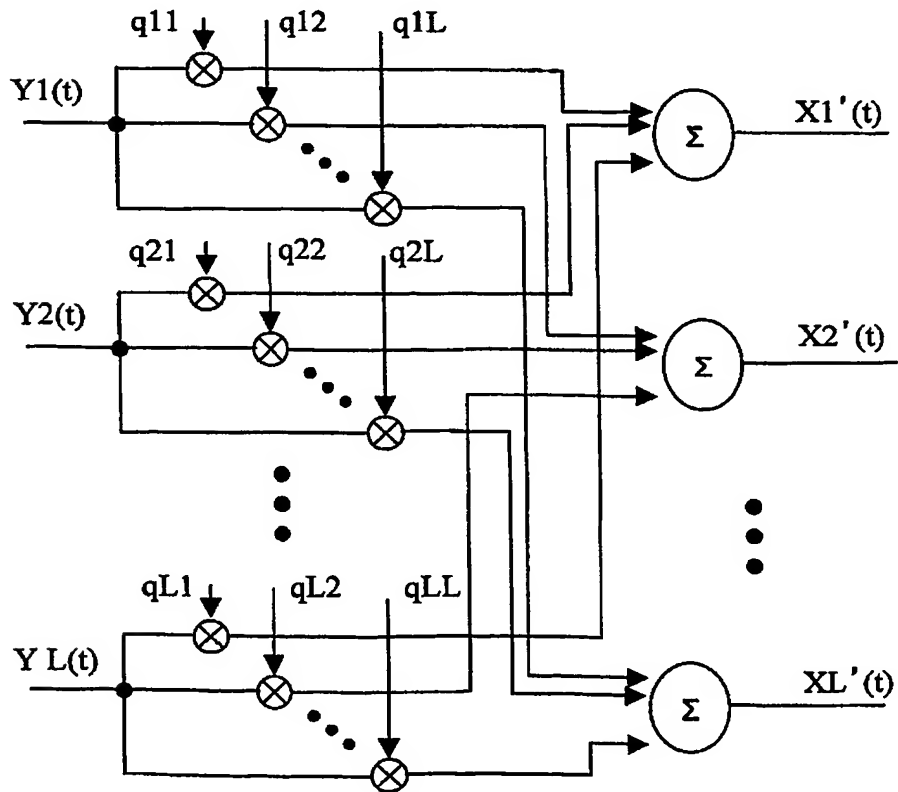 q11 q12 q1L
Y1(t)
X1'(t)
Σ
q21 q22 q2L
Y2(t)
X2'(t)
Σ
qL1 qL2 qLL
Y L(t)
XL'(t)
Σ